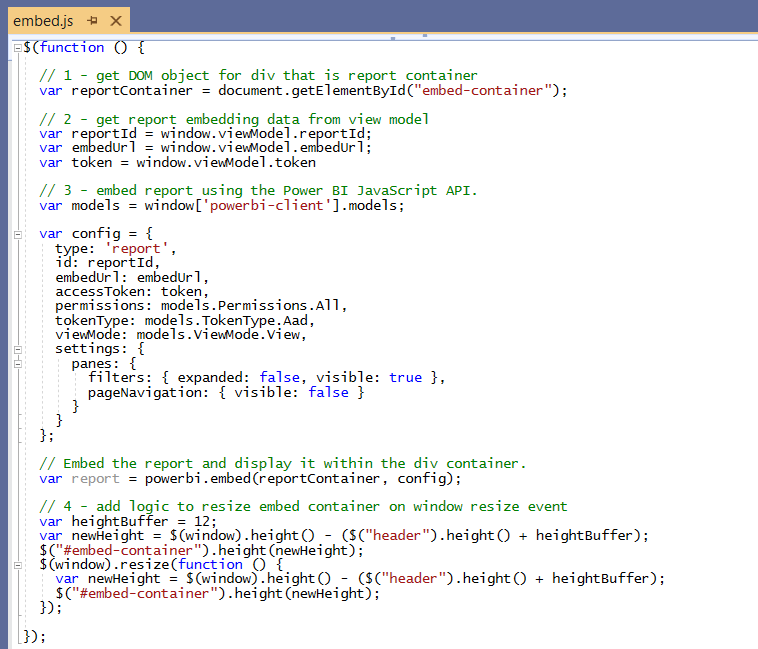 embed.js
$(function () {
// 1 - get DOM object for div that is report container
var reportContainer = document.getElementById("embed-container");
// 2 - get report embedding data from view model
var reportId = window.viewModel.reportId;
var embedUrl = window.viewModel.embedUrl;
var token = window.viewModel.token
// 3 - embed report using the Power BI JavaScript API.
var models = window['powerbi-client'].models;
var config = {
type: 'report',
id: reportId,
embedUrl: embedUrl,
accessToken: token,
permissions: models.Permissions.All,
tokenType: models.TokenType.Aad,
viewMode: models.ViewMode.View,
settings: {
panes: {
filters: { expanded: false, visible: true },
pageNavigation: { visible: false }
}
}
};
// Embed the report and display it within the div container.
var report = powerbi.embed(reportContainer, config);
// 4 - add logic to resize embed container on window resize event
var heightBuffer = 12;
var newHeight = $(window).height() - ($("header").height() + heightBuffer);
$("#embed-container").height(newHeight);
$(window).resize(function () {
var newHeight = $(window).height() - ($("header").height() + heightBuffer);
$("#embed-container").height(newHeight);
});
});